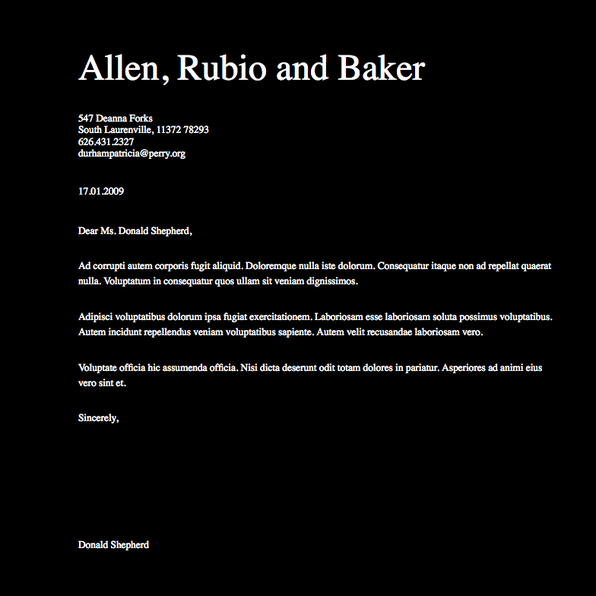 Allen, Rubio and Baker
547 Deanna Forks
South Laurenville, 11372 78293
626.431.2327
durhampatricia@perry.org
17.01.2009
Dear Ms. Donald Shepherd,
Ad corrupti autem corporis fugit aliquid. Doloremque nulla iste dolorum. Consequatur itaque non ad repellat quaerat
nulla. Voluptatum in consequatur quos ullam sit veniam dignissimos.
Adipisci voluptatibus dolorum ipsa fugiat exercitationem. Laboriosam esse laboriosam soluta possimus voluptatibus.
Autem incidunt repellendus veniam voluptatibus sapiente. Autem velit recusandae laboriosam vero.
Voluptate officia hic assumenda officia. Nisi dicta deserunt odit totam dolores in pariatur. Asperiores ad animi eius
vero sint et.
Sincerely,
Donald Shepherd